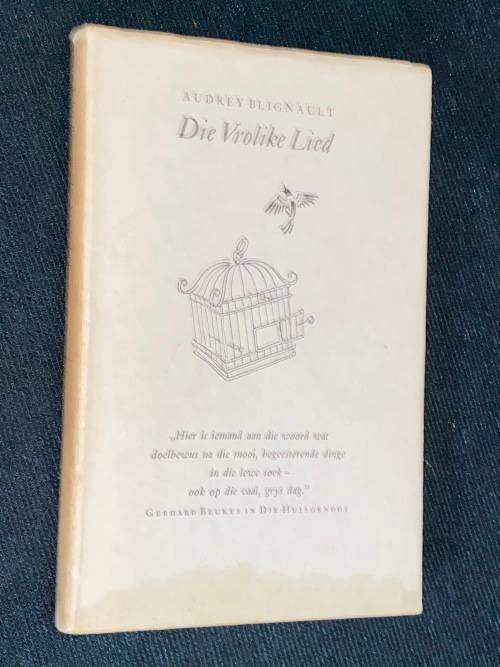 AUDREY BLIGNAULT
Die Vrolike Lied
„Hier is iemand aan die woord wat
doelbewus na die mooi, begeesterende dinge
in die lewe soek –
ook op die vaal, grys dag.”
GERHARD BEUKES IN DIE HUISGENOOT